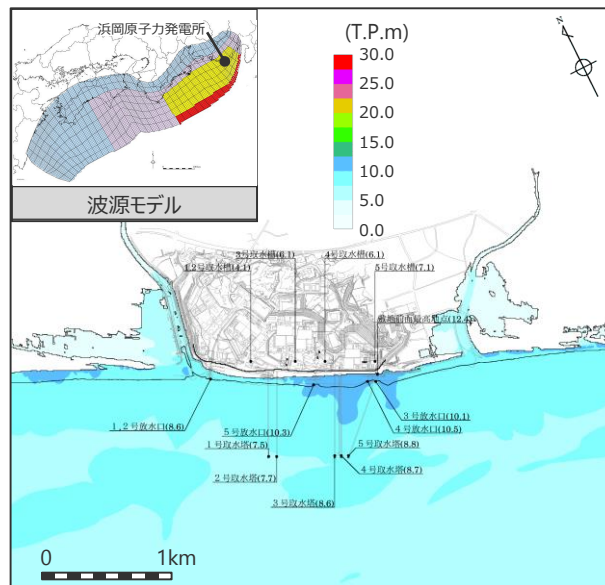 浜岡原子力発電所
波源モデル
(T.P.m)
30.0
25.0
20.0
15.0
10.0
5.0
0.0
N
3号取水槽(6.1)
4号取水槽(6.1)
1,2号取水槽(4.1)
5号取水槽(7.1)
敷地前面最高地点(12.4)
1,2号放水口(8.6)
5号放水口(10.3)
3号放水口(10.1)
4号放水口(10.5)
1号取水塔(7.5)
5号取水塔(8.8)
2号取水塔(7.7)
4号取水塔(8.7)
3号取水塔(8.6)
0
1km